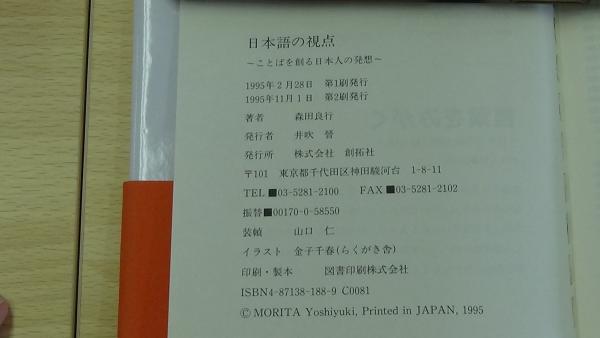 日本語の視点
～ことばを創る日本人の発想～
1995年2月28日 第1刷発行
1995年11月1日 第2刷発行
著者 森田良行
発行者 井吹 晉
発行所 株式会社 創拓社
〒101 東京都千代田区神田駿河台 1-8-11
TEL■03-5281-2100 FAX■03-5281-2102
振替■00170-0-58550
装幀 山口 仁
イラスト 金子千春(らくがき舎)
印刷・製本 図書印刷株式会社
ISBN4-87138-188-9 C0081
© MORITA Yoshiyuki, Printed in JAPAN, 1995